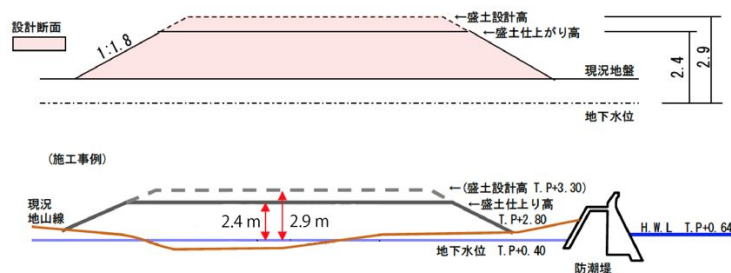 設計断面
1:1.8
←盛土設計高
←盛土仕上がり高
現況地盤
2.4
2.9
地下水位
(施工事例)
現況
地山線
2.4 m
2.9 m
←(盛土設計高 T.P+3.30)
←盛土仕上り高
T.P+2.80
地下水位 T.P+0.40
H.W.L T.P+0.64
防潮堤